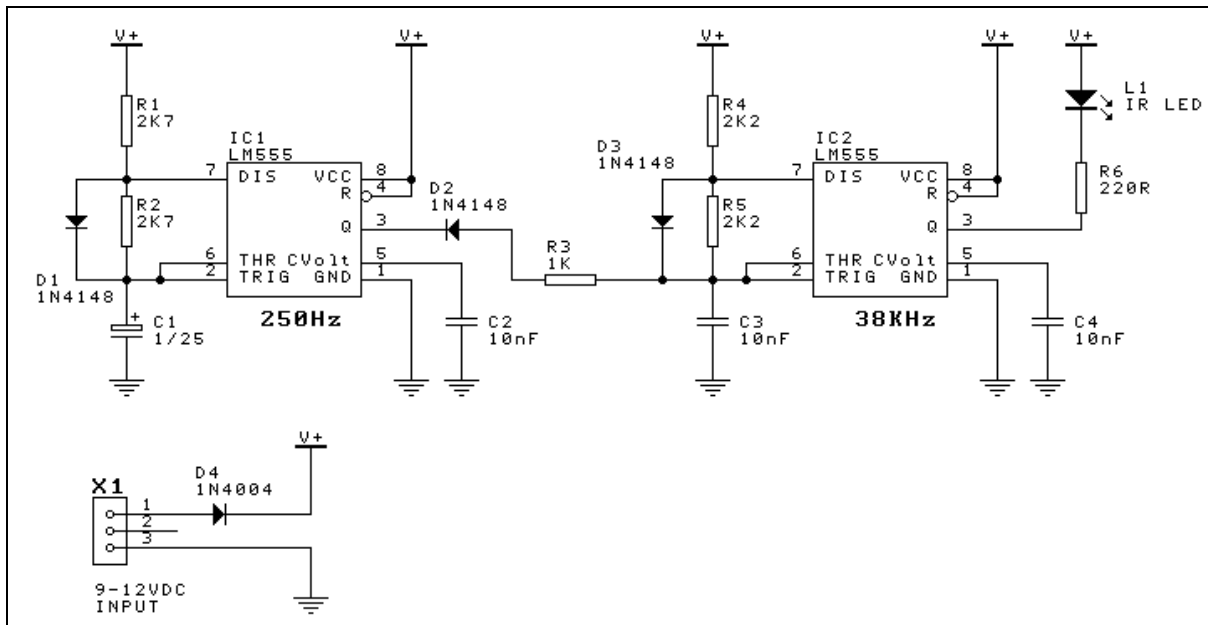 V+
V+
V+
V+
V+
R1
2K7
R4
2K2
L1
IR LED
IC1
LM555
D3
1N4148
IC2
LM555
R6
220R
7
DIS
VCC
8
R
4
D2
1N4148
7
DIS
VCC
8
R
4
R2
2K7
Q
3
R5
2K2
Q
3
R3
1K
6
THR
CVolt
5
2
TRIG
GND
1
6
THR
CVolt
5
2
TRIG
GND
1
D1
1N4148
250Hz
38KHz
+
C1
1/25
C2
10nF
C3
10nF
C4
10nF
V+
D4
1N4004
X1
1
2
3
9-12VDC
INPUT